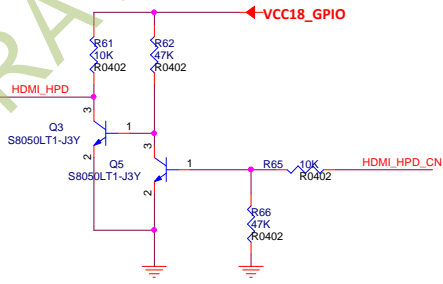 VCC18_GPIO
R61
10K
R0402
R62
47K
R0402
HDMI_HPD
3
1
2
Q3
S8050LT1-J3Y
3
1
2
Q5
S8050LT1-J3Y
R65
10K
R0402
HDMI_HPD_CN
R66
47K
R0402